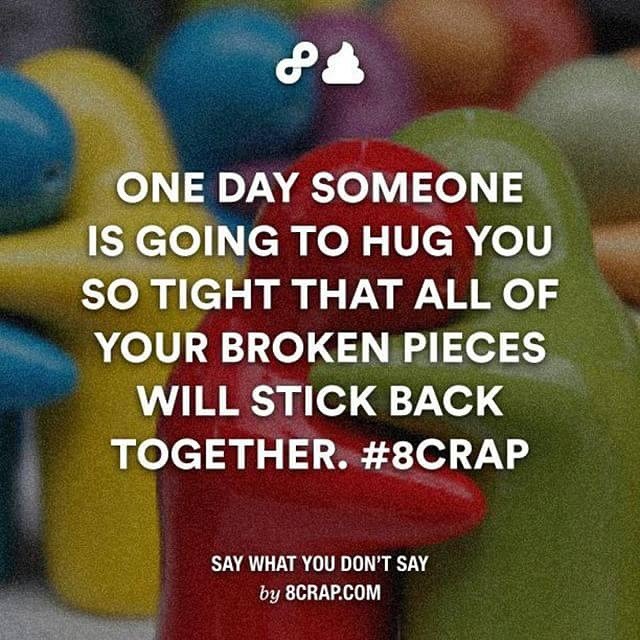 ONE DAY SOMEONE
IS GOING TO HUG YOU
SO TIGHT THAT ALL OF
YOUR BROKEN PIECES
WILL STICK BACK
TOGETHER. #8CRAP
SAY WHAT YOU DON'T SAY
by 8CRAP.COM